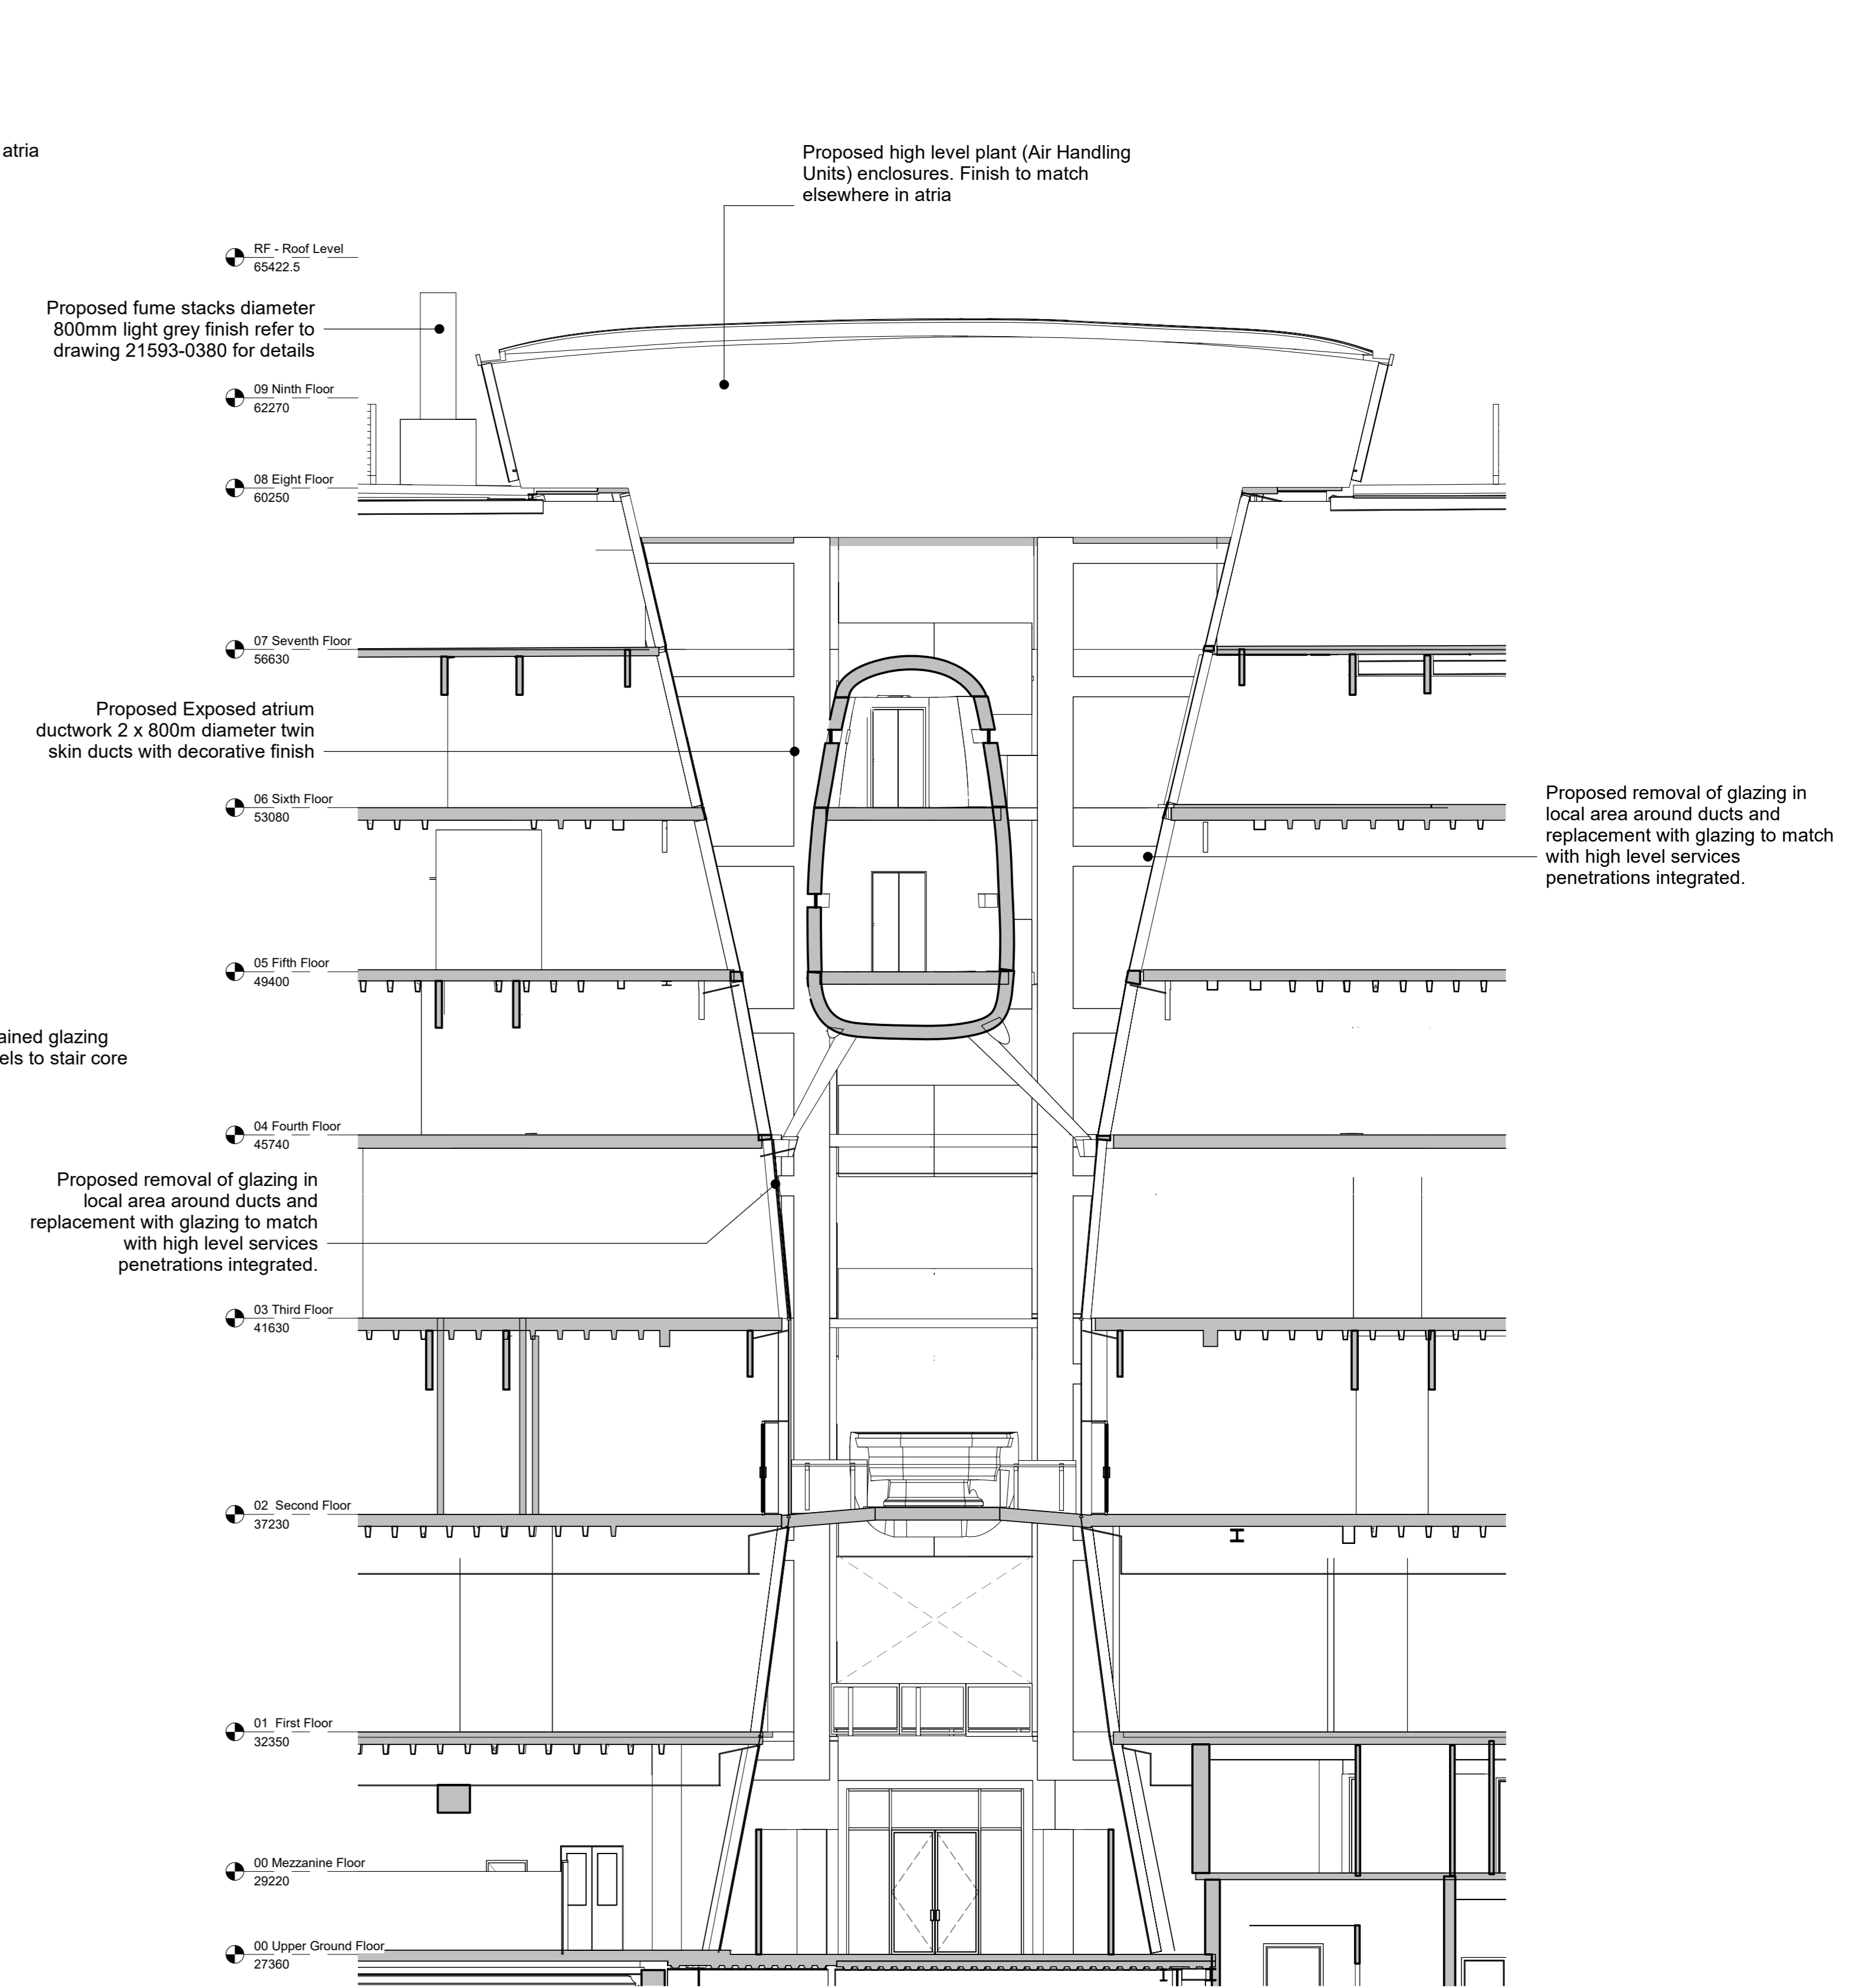 atria
Proposed high level plant (Air Handling
Units) enclosures. Finish to match
elsewhere in atria
RF - Roof Level
65422.5
Proposed fume stacks diameter
800mm light grey finish refer to
drawing 21593-0380 for details
09 Ninth Floor
62270
08 Eight Floor
60250
07 Seventh Floor
56630
Proposed Exposed atrium
ductwork 2 x 800m diameter twin
skin ducts with decorative finish
06 Sixth Floor
53080
Proposed removal of glazing in
local area around ducts and
replacement with glazing to match
with high level services
penetrations integrated.
05 Fifth Floor
49400
ained glazing
els to stair core
04 Fourth Floor
45740
Proposed removal of glazing in
local area around ducts and
replacement with glazing to match
with high level services
penetrations integrated.
03 Third Floor
41630
02 Second Floor
37230
01 First Floor
32350
00 Mezzanine Floor
29220
00 Upper Ground Floor
27360